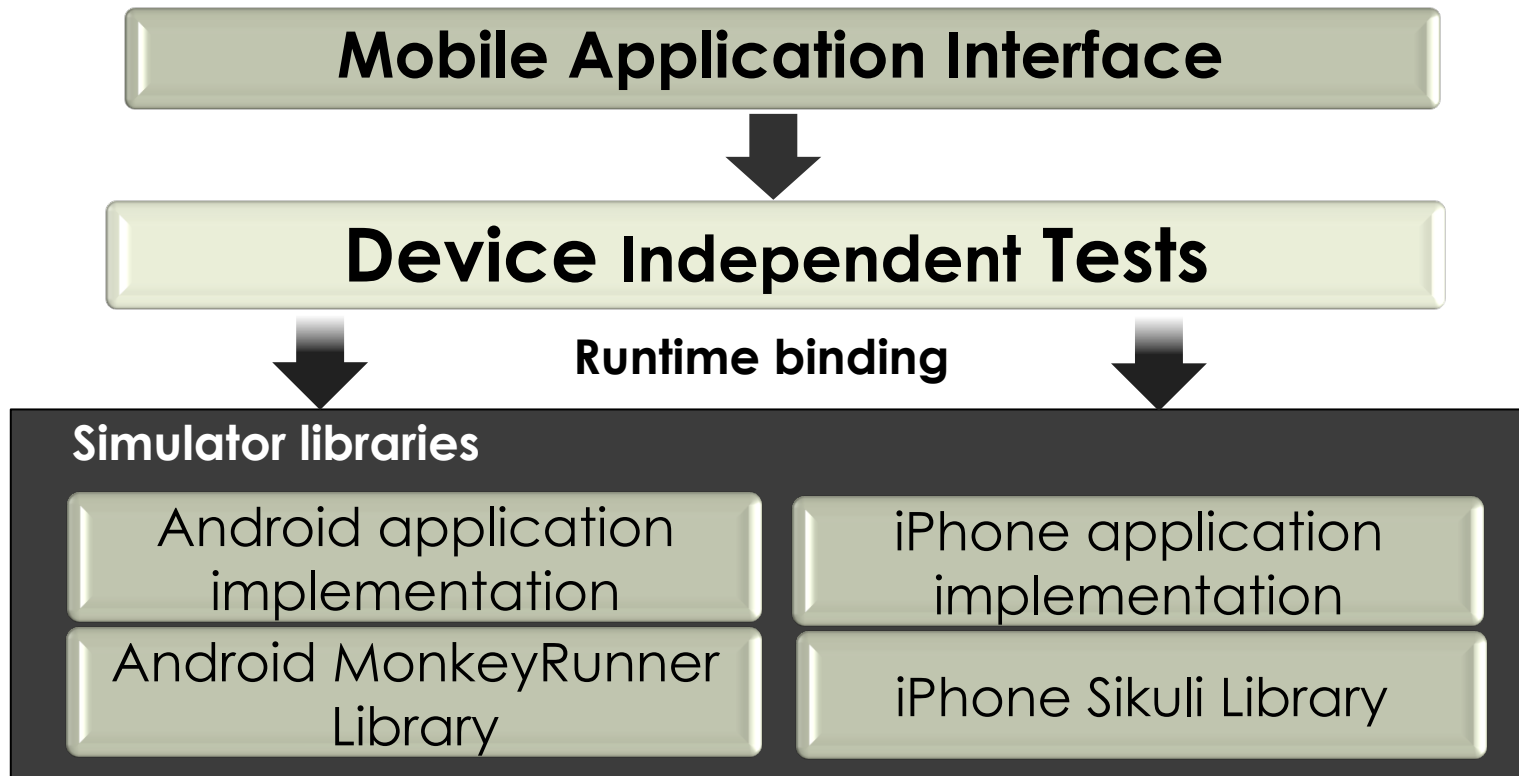 Mobile Application Interface
Device Independent Tests
Runtime binding
Simulator libraries
Android application
implementation
iPhone application
implementation
Android MonkeyRunner
Library
iPhone Sikuli Library